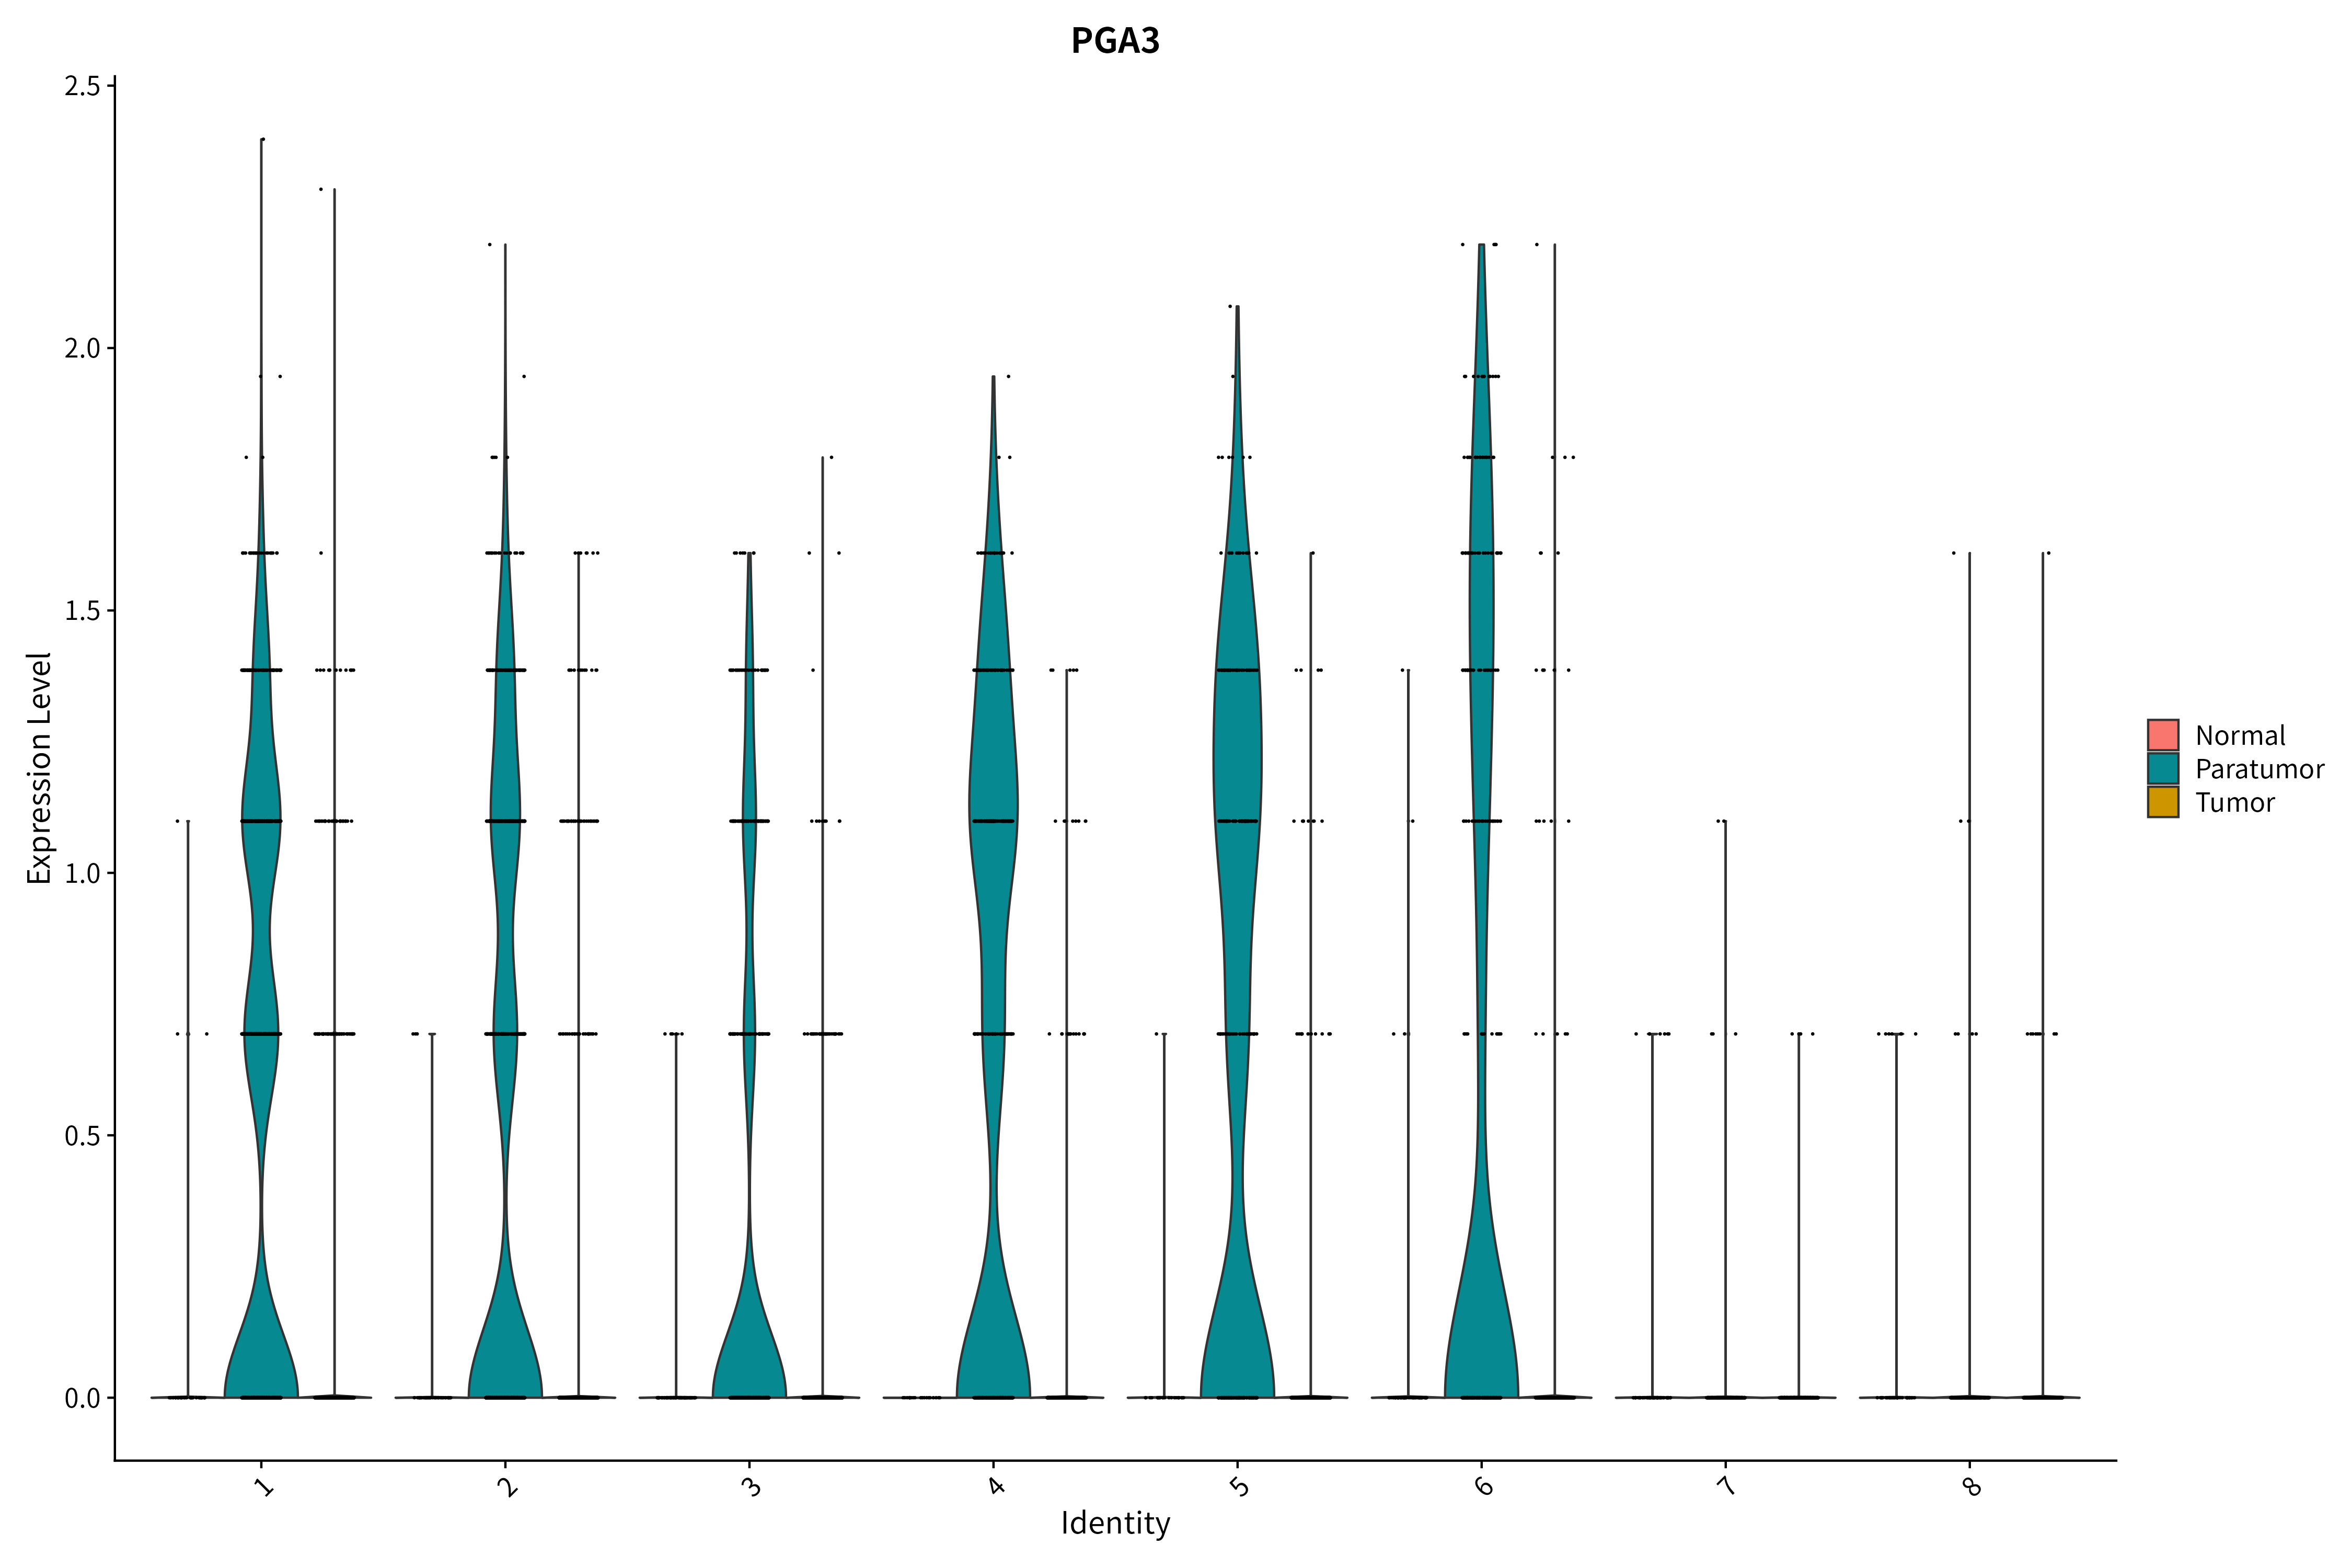 PGA3
2.5
2.0
1.5
1.0
0.5
0.0
Expression Level
1
2
3
4
5
6
7
8
Identity
Normal
Paratumor
Tumor